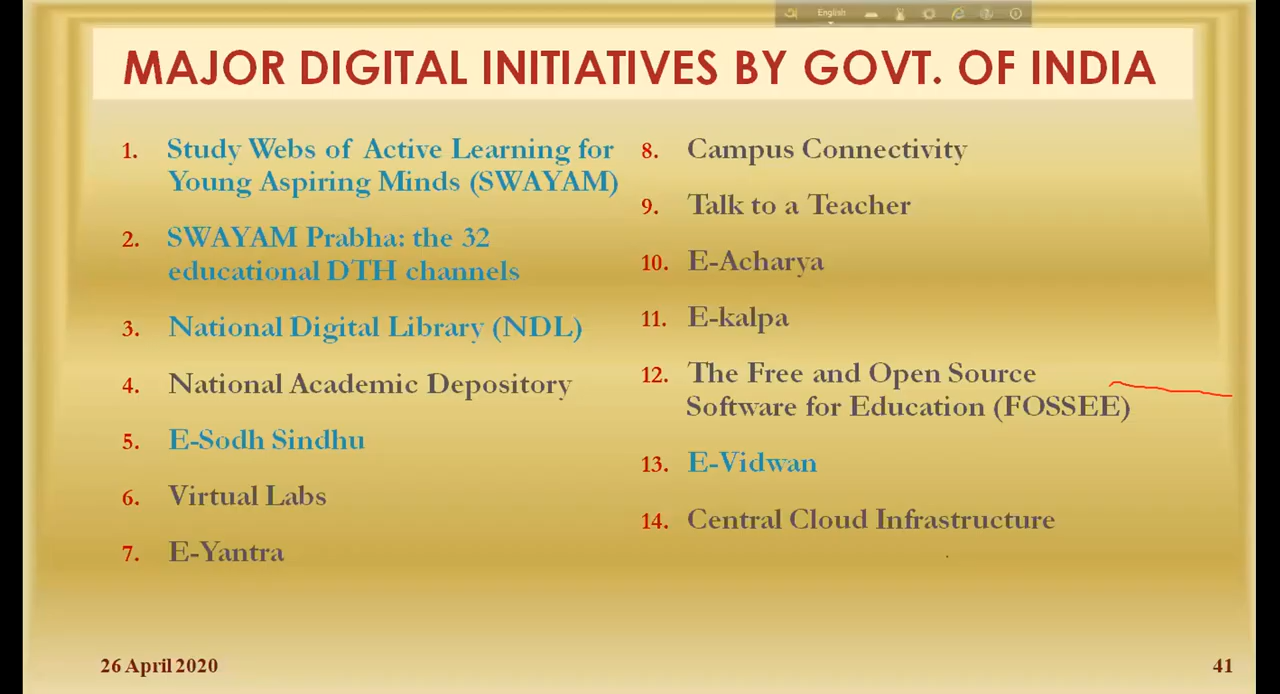 English
MAJOR DIGITAL INITIATIVES BY GOVT. OF INDIA
1. Study Webs of Active Learning for
Young Aspiring Minds (SWAYAM)
2. SWAYAM Prabha: the 32
educational DTH channels
3. National Digital Library (NDL)
4. National Academic Depository
5. E-Sodh Sindhu
6. Virtual Labs
7. E-Yantra
8. Campus Connectivity
9. Talk to a Teacher
10. E-Acharya
11. E-kalpa
12. The Free and Open Source
Software for Education (FOSSEE)
13. E-Vidwan
14. Central Cloud Infrastructure
26 April 2020
41